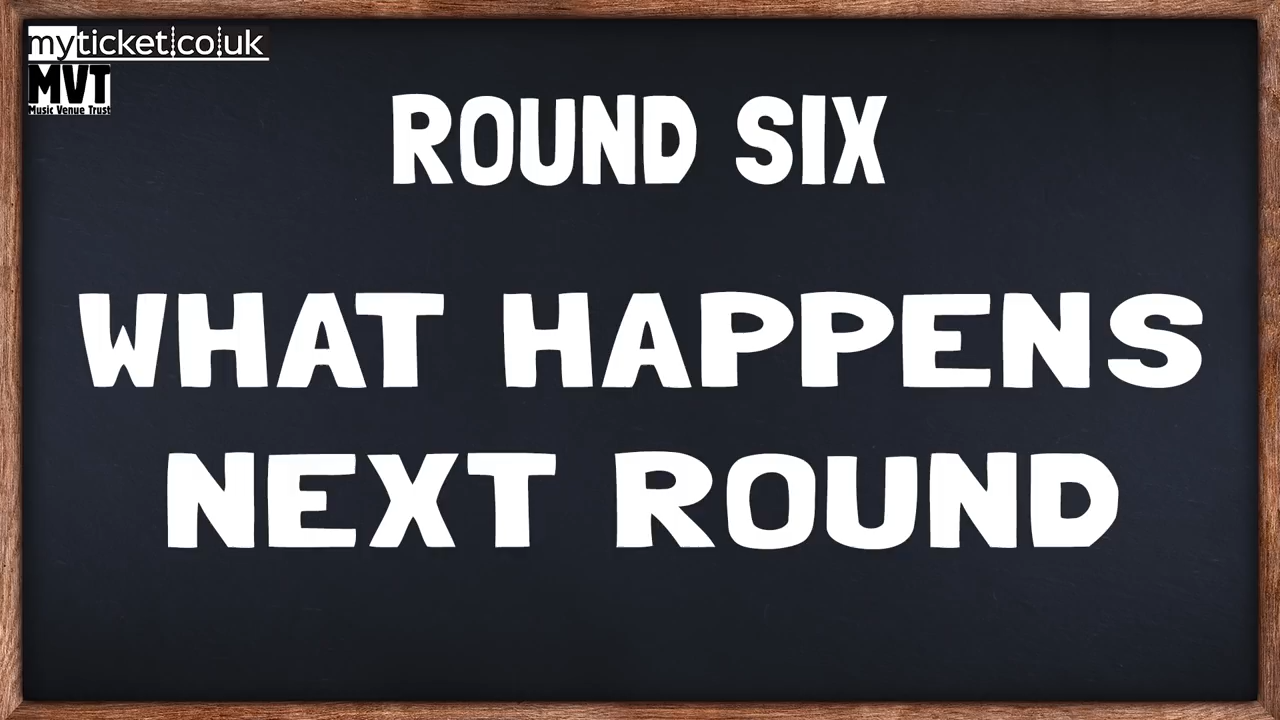 myticket.co.uk
MVT
Music Venue Trust
ROUND SIX
WHAT HAPPENS
NEXT ROUND